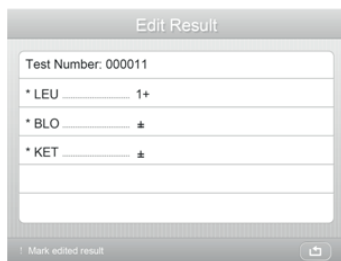 Edit Result
Test Number: 000011
* LEU 1+
* BLO ±
* KET ±
! Mark edited result